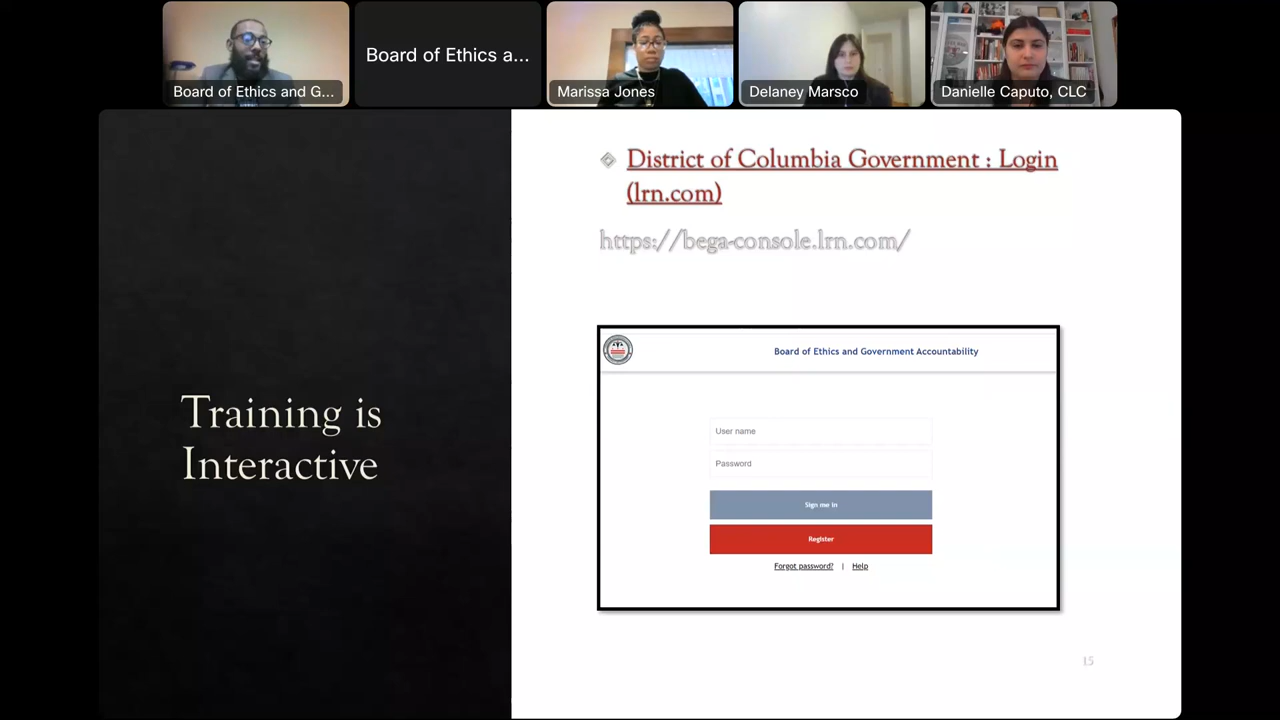 Board of Ethics a...
Board of Ethics and G...
Marissa Jones
Delaney Marsco
Danielle Caputo, CLC
Training is
Interactive
District of Columbia Government : Login
(lrn.com)
https://bega-console.lrn.com/
Board of Ethics and Government Accountability
User name
Password
Sign me in
Register
Forgot password? | Help
15